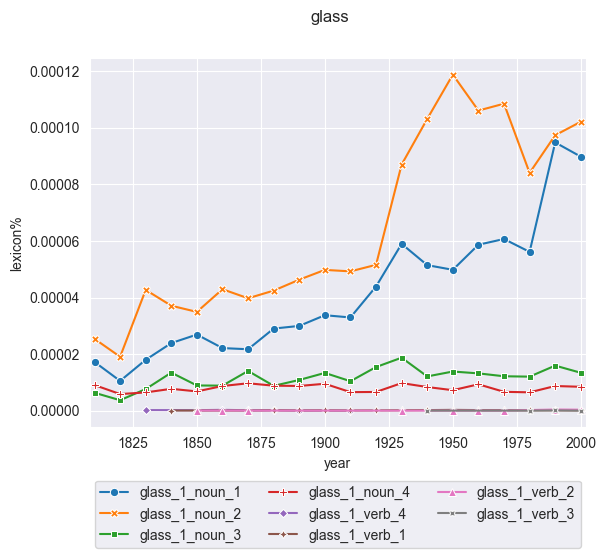 glass
0.00012
0.00010
0.00008
0.00006
0.00004
0.00002
0.00000
lexicon%
1825 1850 1875 1900 1925 1950 1975 2000
year
glass_1_noun_1 glass_1_noun_4 glass_1_verb_2
glass_1_noun_2 glass_1_verb_4 glass_1_verb_3
glass_1_noun_3 glass_1_verb_1